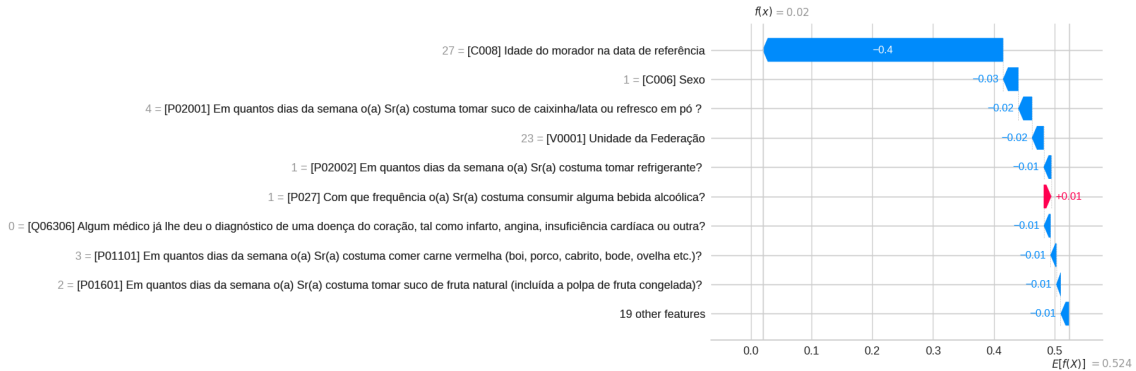 f(x) = 0.02
27 = [C008] Idade do morador na data de referência
−0.4
1 = [C006] Sexo
−0.03
4 = [P02001] Em quantos dias da semana o(a) Sr(a) costuma tomar suco de caixinha/lata ou refresco em pó ?
−0.02
23 = [V0001] Unidade da Federação
−0.02
1 = [P02002] Em quantos dias da semana o(a) Sr(a) costuma tomar refrigerante?
−0.01
1 = [P027] Com que frequência o(a) Sr(a) costuma consumir alguma bebida alcoólica?
+0.01
0 = [Q06306] Algum médico já lhe deu o diagnóstico de uma doença do coração, tal como infarto, angina, insuficiência cardíaca ou outra?
−0.01
3 = [P01101] Em quantos dias da semana o(a) Sr(a) costuma comer carne vermelha (boi, porco, cabrito, bode, ovelha etc.)?
−0.01
2 = [P01601] Em quantos dias da semana o(a) Sr(a) costuma tomar suco de fruta natural (incluída a polpa de fruta congelada)?
−0.01
19 other features
−0.01
0.0 0.1 0.2 0.3 0.4 0.5
E[f(X)] = 0.524